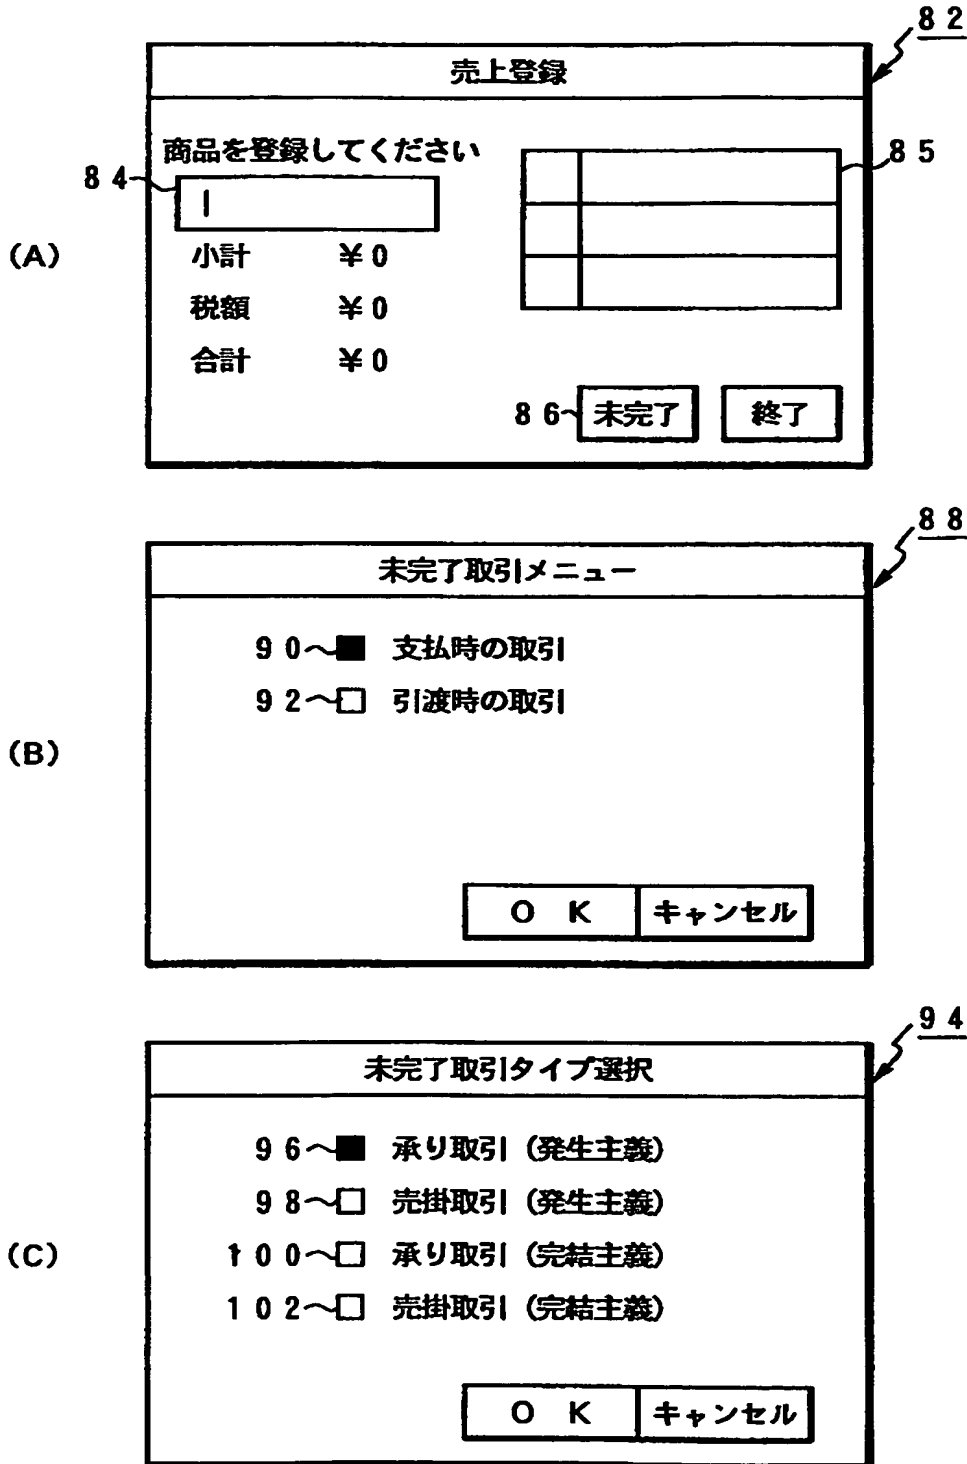 82
売上登録
商品を登録してください
84
85
(A)
小計 ¥0
税額 ¥0
合計 ¥0
86 未完了 終了
88
未完了取引メニュー
90 支払時の取引
92 引渡時の取引
(B)
OK キャンセル
94
未完了取引タイプ選択
96 承り取引(発生主義)
98 売掛取引(発生主義)
(C)
100 承り取引(完結主義)
102 売掛取引(完結主義)
OK キャンセル